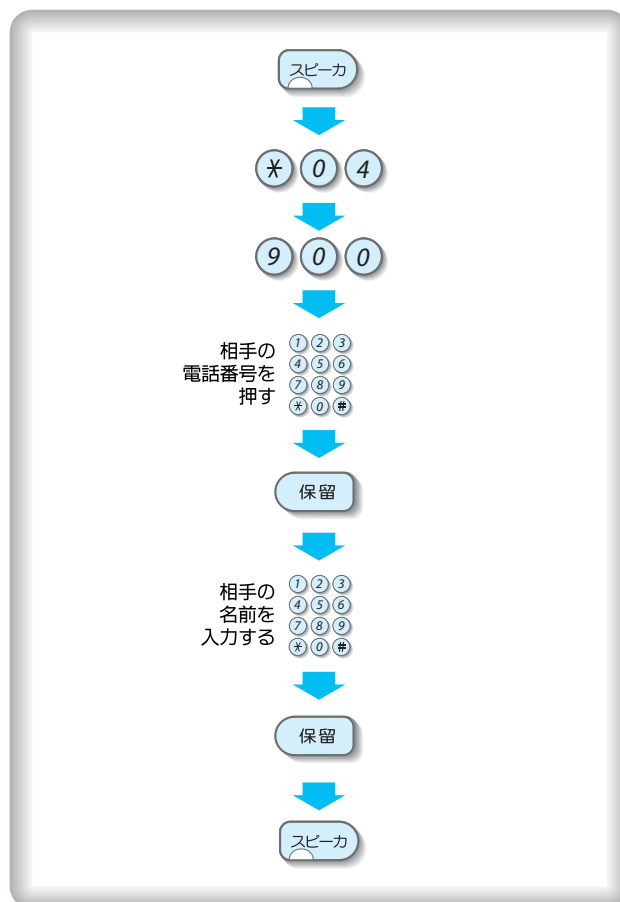 スピーカ
* 0 4
9 0 0
相手の
電話番号を
押す
1 2 3
4 5 6
7 8 9
* 0 #
保留
相手の
名前を
入力する
1 2 3
4 5 6
7 8 9
* 0 #
保留
スピーカ